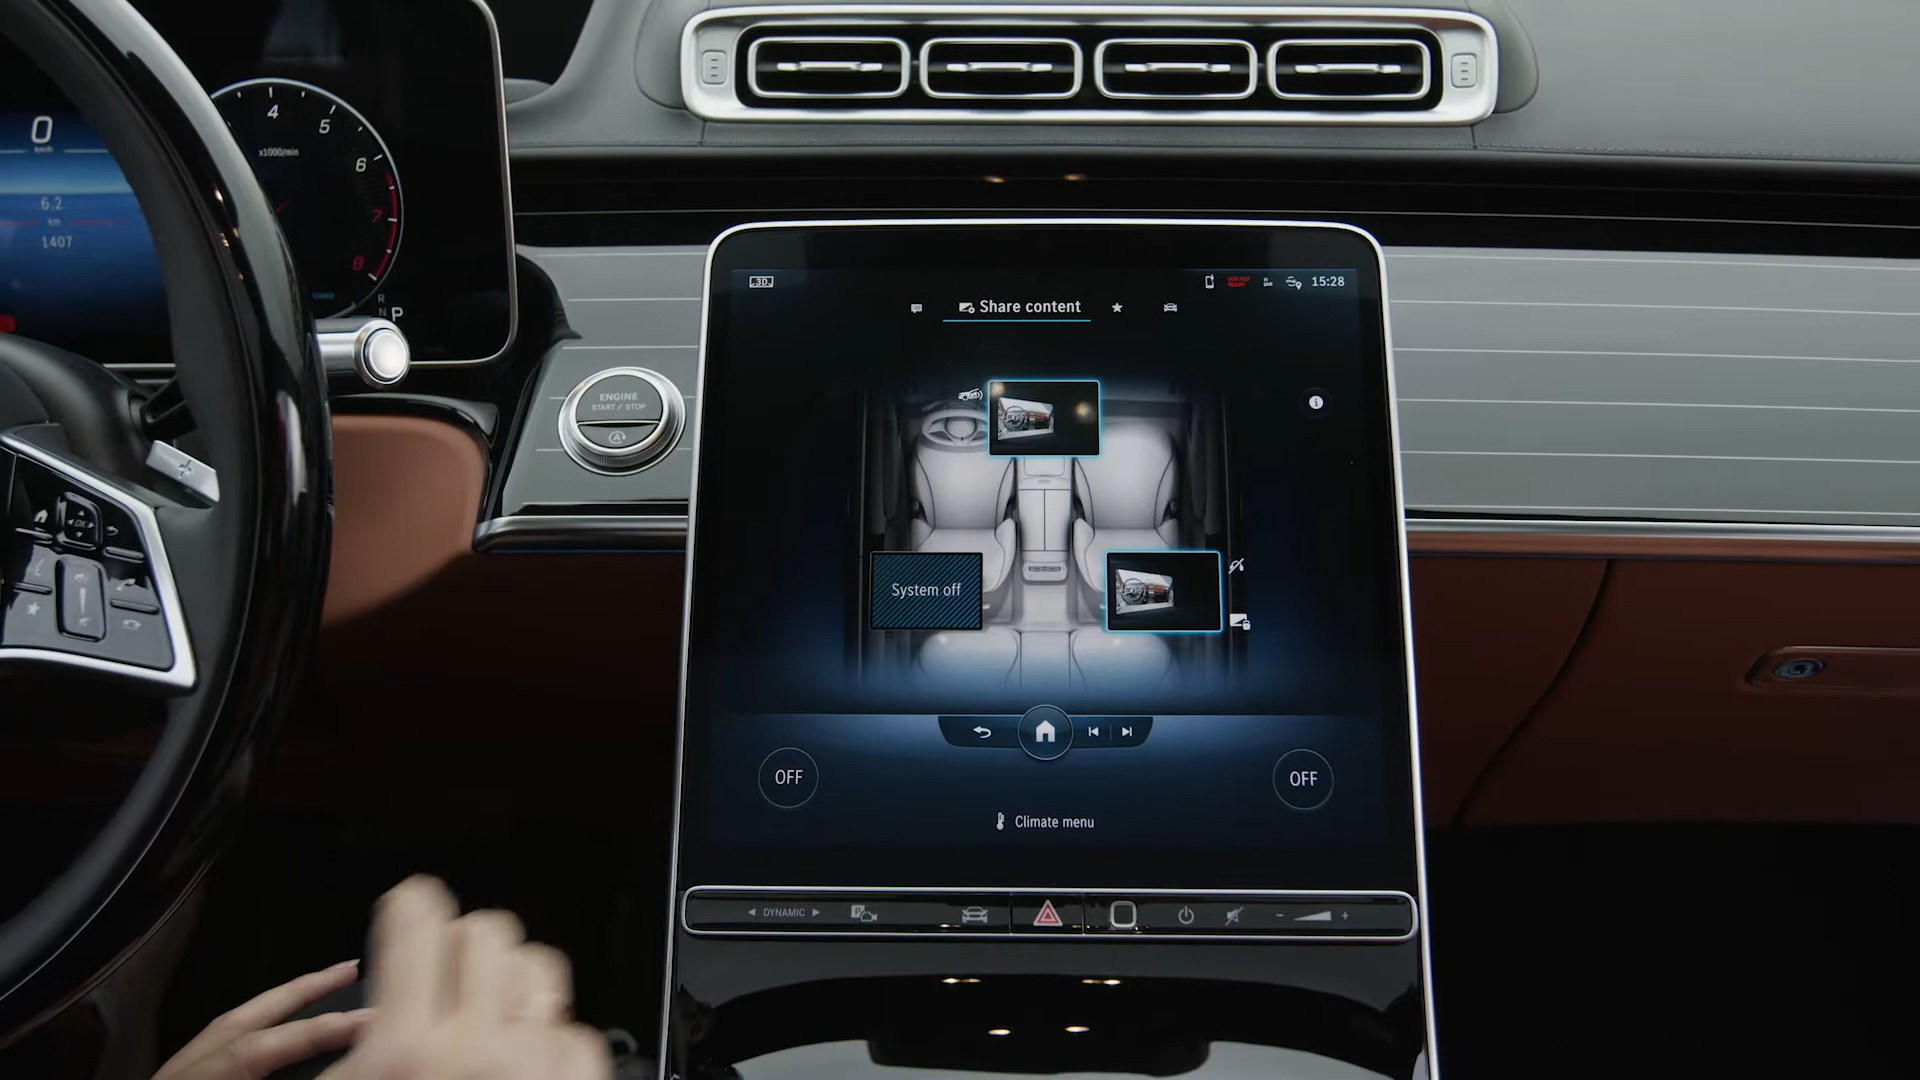 0
km/h
6.2
km
1407
4
5
6
7
8
x1000/min
CHARGE
R
N
P
ENGINE
START / STOP
A
OK
3D
15:28
Share content
System off
OFF
OFF
Climate menu
DYNAMIC
P